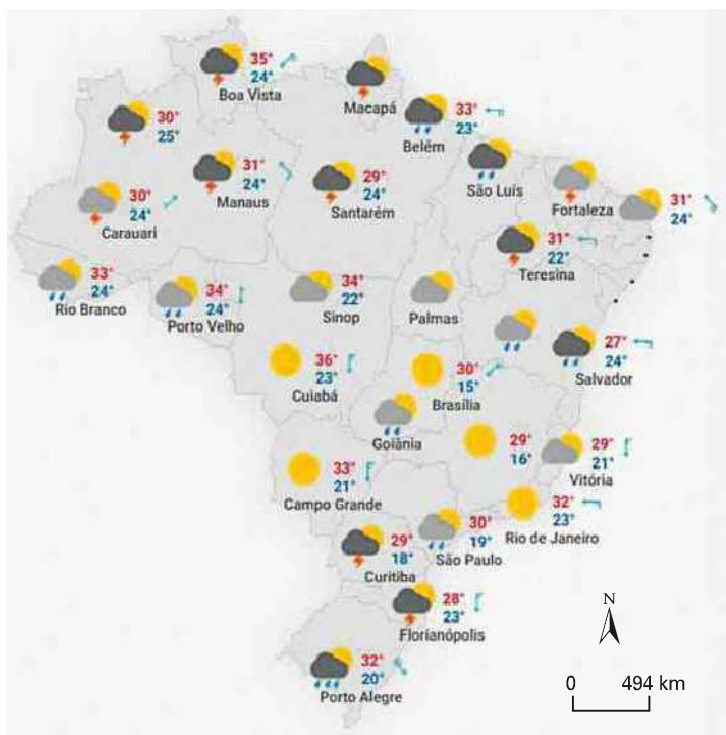 35°
24°
Boa Vista
Macapá
30°
25°
33°
23°
Belém
31°
24°
Manaus
29°
24°
Santarém
São Luís
Fortaleza
31°
24°
30°
24°
Carauari
31°
22°
Teresina
33°
24°
Rio Branco
34°
24°
Porto Velho
34°
22°
Sinop
Palmas
27°
24°
Salvador
36°
23°
Cuiabá
30°
15°
Brasília
Goiânia
29°
16°
29°
21°
Vitória
33°
21°
Campo Grande
32°
23°
Rio de Janeiro
30°
19°
São Paulo
29°
18°
Curitiba
28°
23°
Florianópolis
32°
20°
Porto Alegre
N
0 494 km